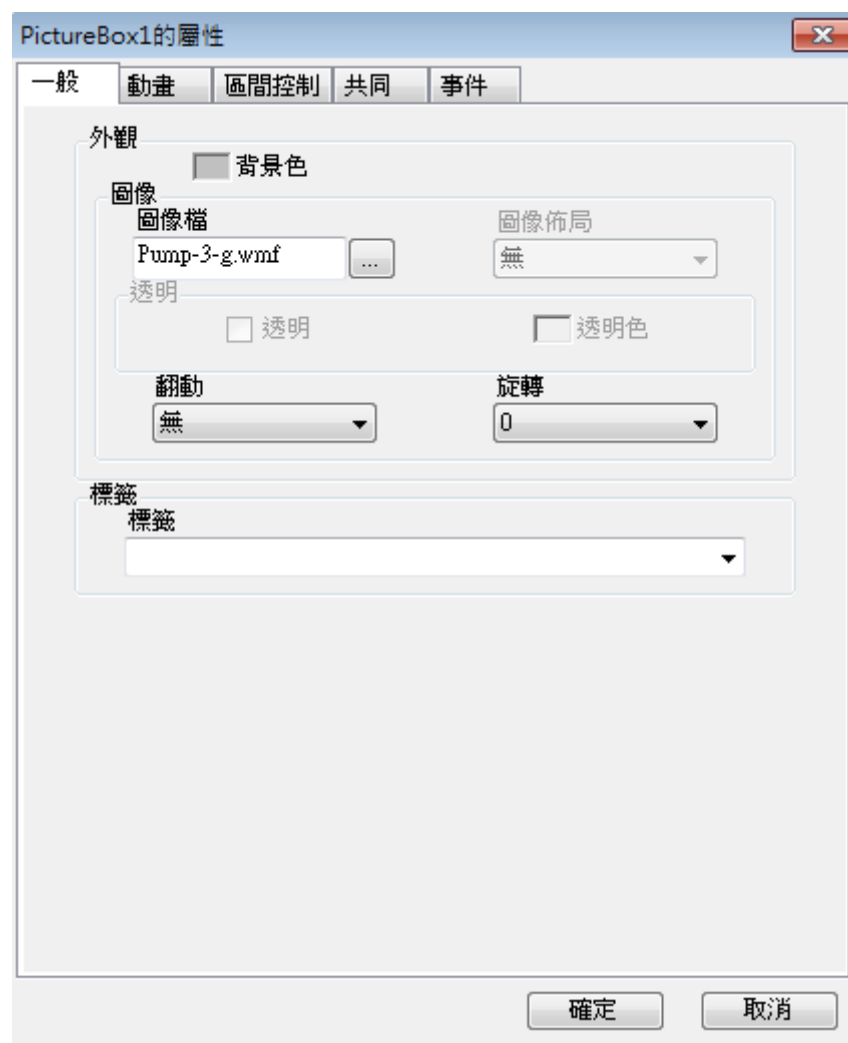 PictureBox1的屬性
一般 動畫 區間控制 共同 事件
外觀
背景色
圖像
圖像檔 圖像佈局
Pump-3-g.wmf ... 無
透明
透明 透明色
翻動 旋轉
無 0
標籤
標籤
確定 取消